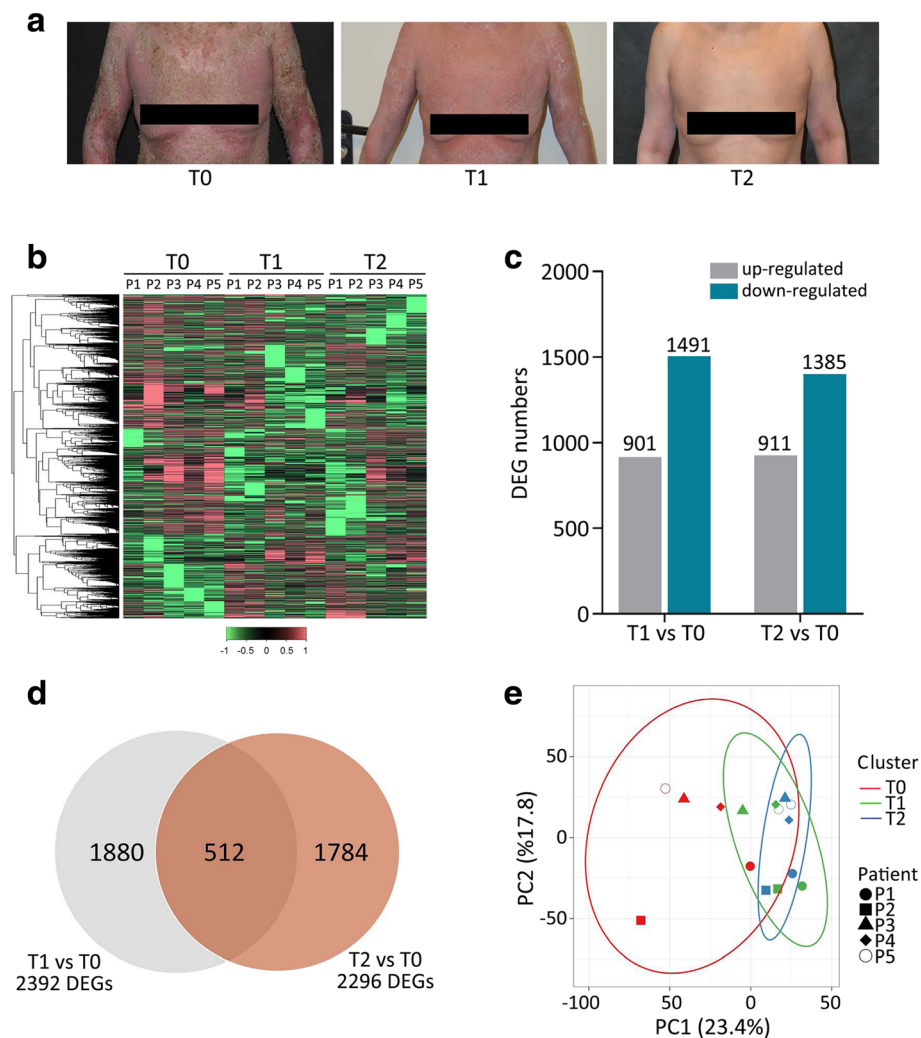 a
T0 T1 T2
b
T0 T1 T2
P1 P2 P3 P4 P5 P1 P2 P3 P4 P5 P1 P2 P3 P4 P5
-1 -0.5 0 0.5 1
c
up-regulated
down-regulated
DEG numbers
2000
1500
1000
500
0
901
1491
911
1385
T1 vs T0 T2 vs T0
d
1880 512 1784
T1 vs T0
2392 DEGs
T2 vs T0
2296 DEGs
e
PC2 (%17.8)
50
0
-50
-100 50 0 50
PC1 (23.4%)
Cluster
T0
T1
T2
Patient
P1
P2
P3
P4
P5